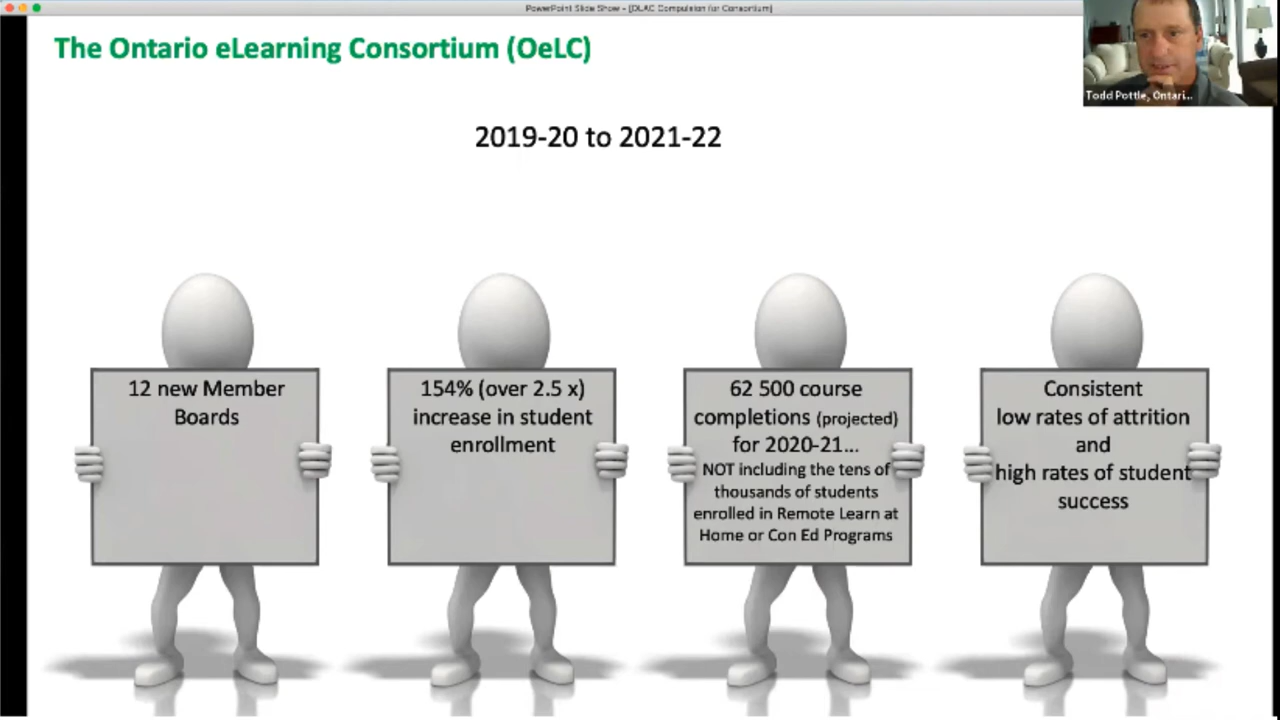 PowerPoint Slide Show - [OLAC Compulsion for Consortium]
The Ontario eLearning Consortium (OeLC)
Todd Pottle, Ontari...
2019-20 to 2021-22
12 new Member
Boards
154% (over 2.5 x)
increase in student
enrollment
62 500 course
completions (projected)
for 2020-21...
NOT including the tens of
thousands of students
enrolled in Remote Learn at
Home or Con Ed Programs
Consistent
low rates of attrition
and
high rates of student
success